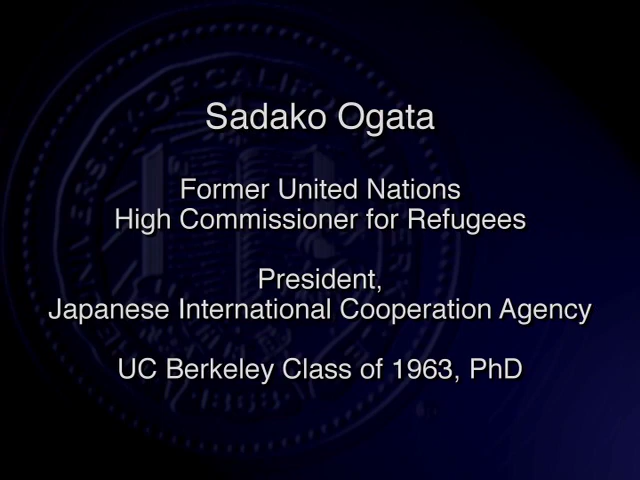 Sadako Ogata
Former United Nations
High Commissioner for Refugees
President,
Japanese International Cooperation Agency
UC Berkeley Class of 1963, PhD